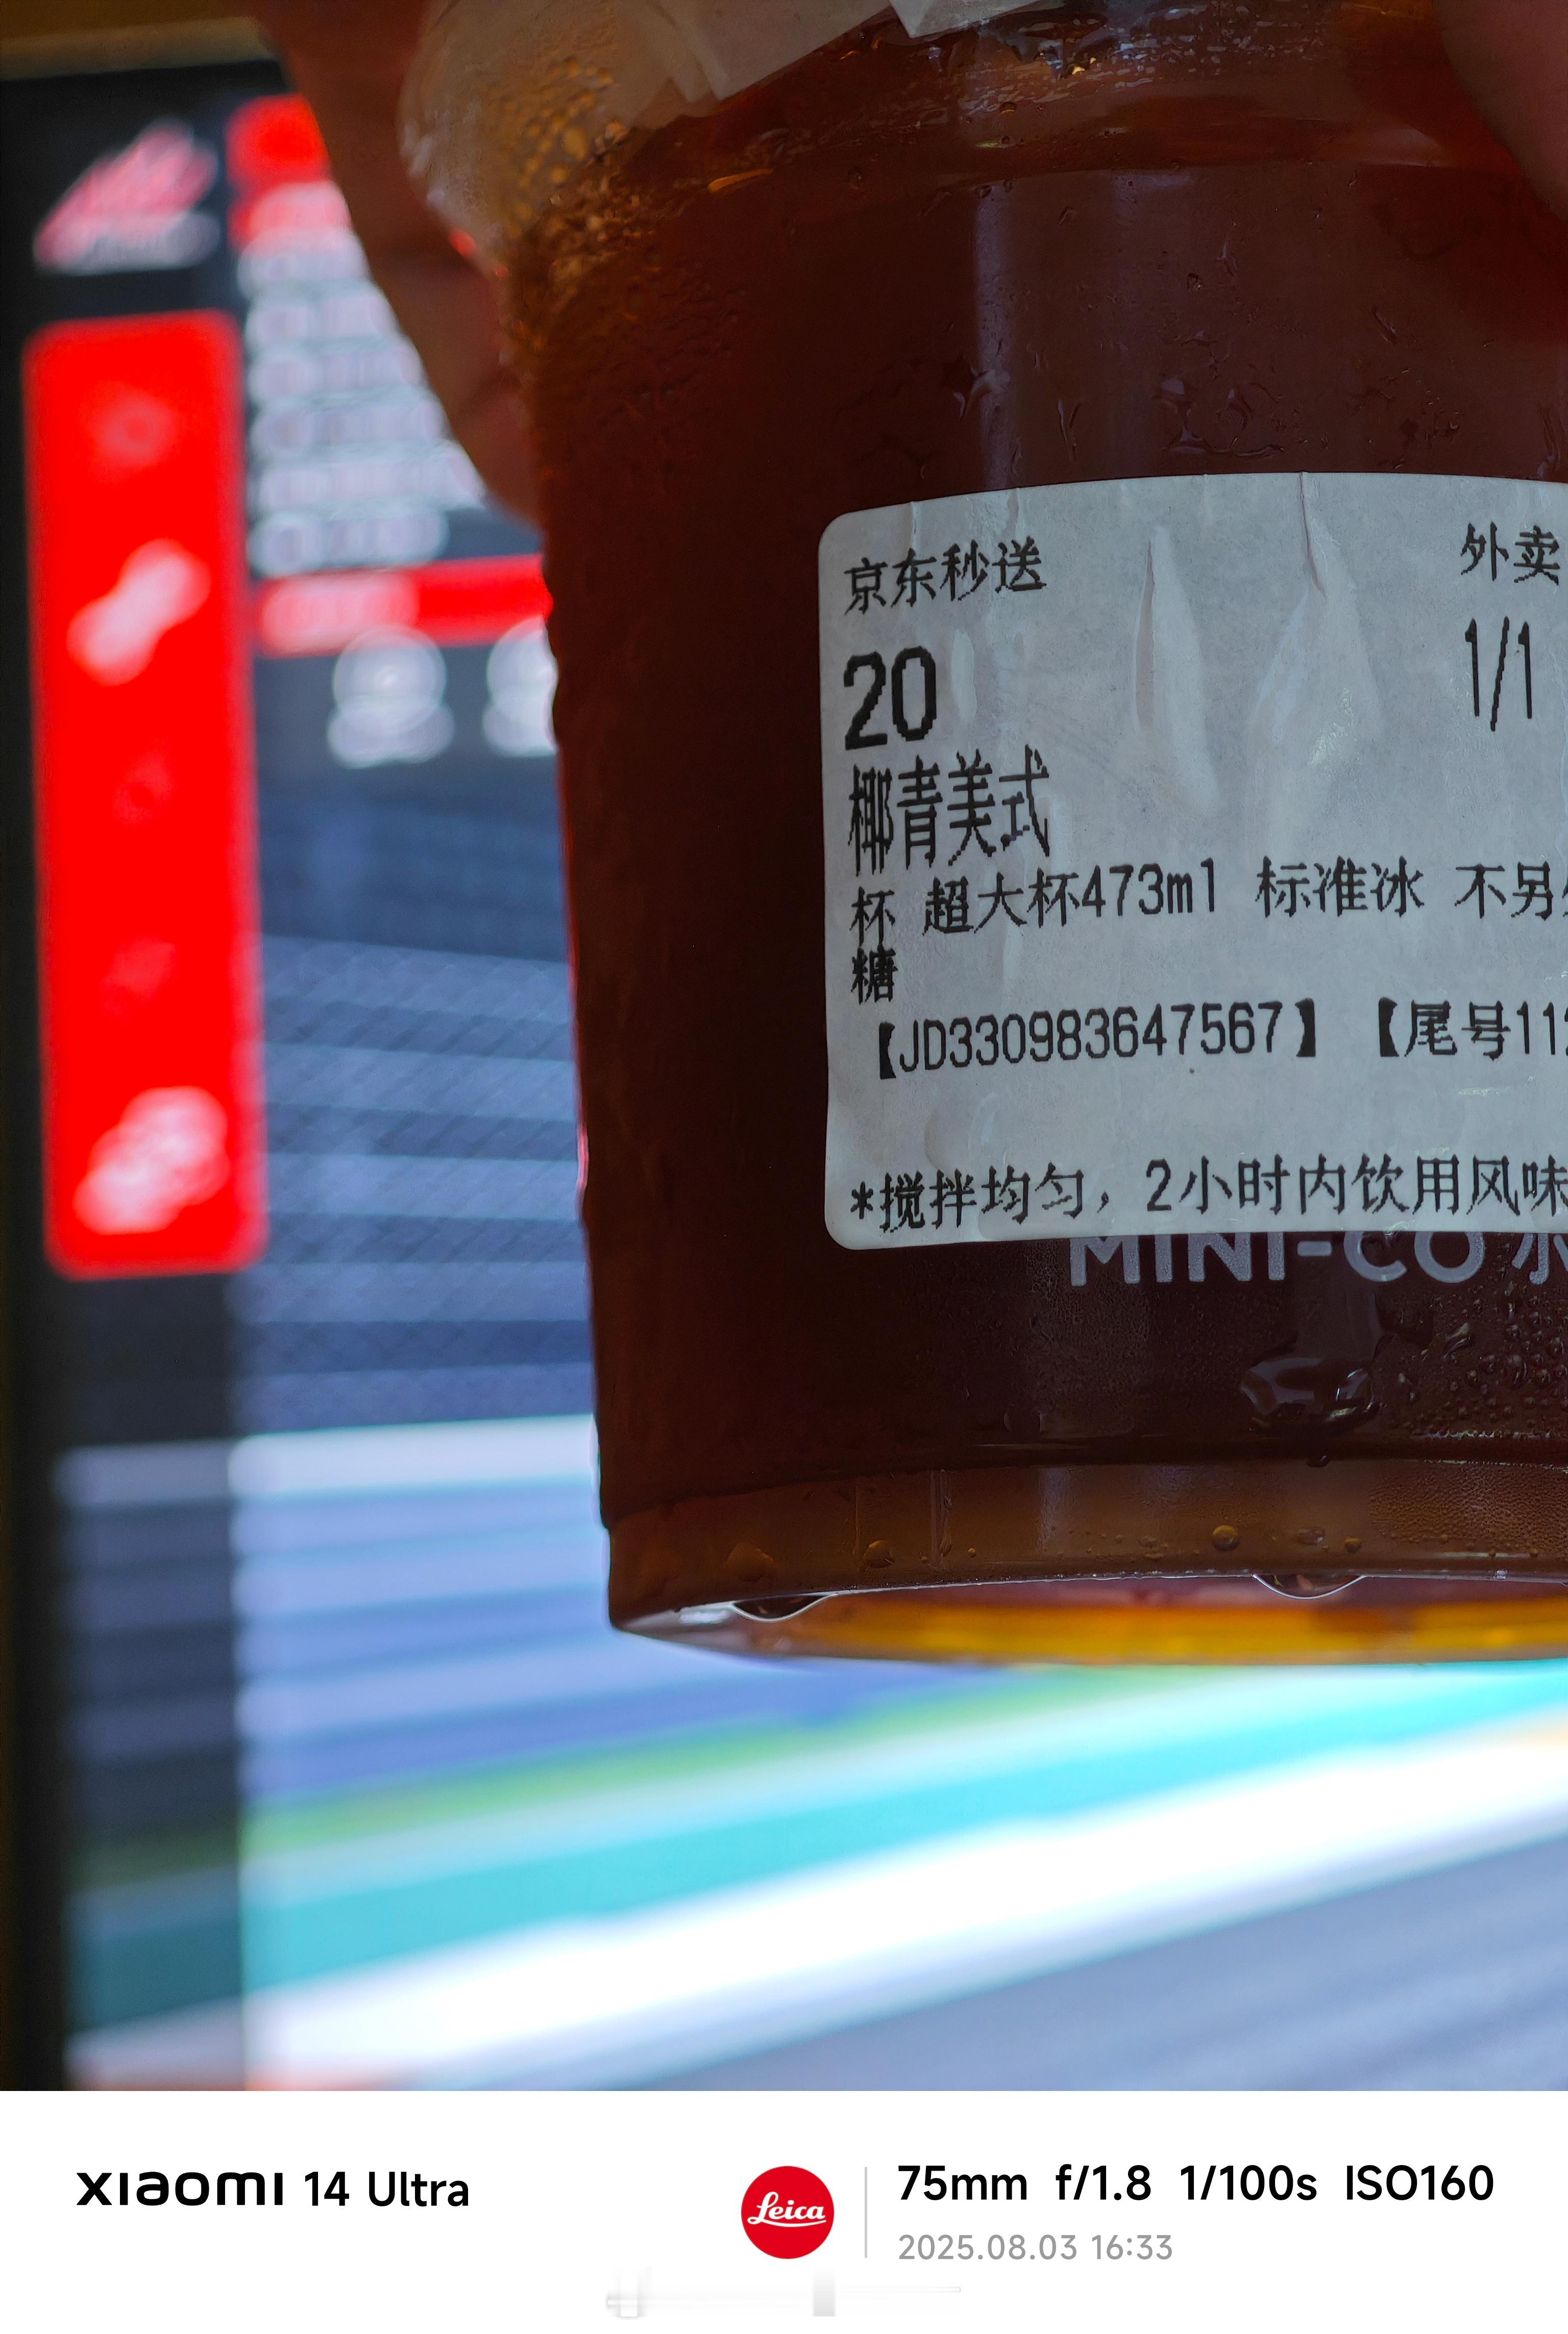 京东秒送 外卖
20 1/1
椰青美式
杯 超大杯473ml 标准冰 不另
糖
【JD330983647567】【尾号11
*搅拌均匀，2小时内饮用风味
MINI-CO 小
xiaomi 14 Ultra
Leica
75mm f/1.8 1/100s ISO160
2025.08.03 16:33